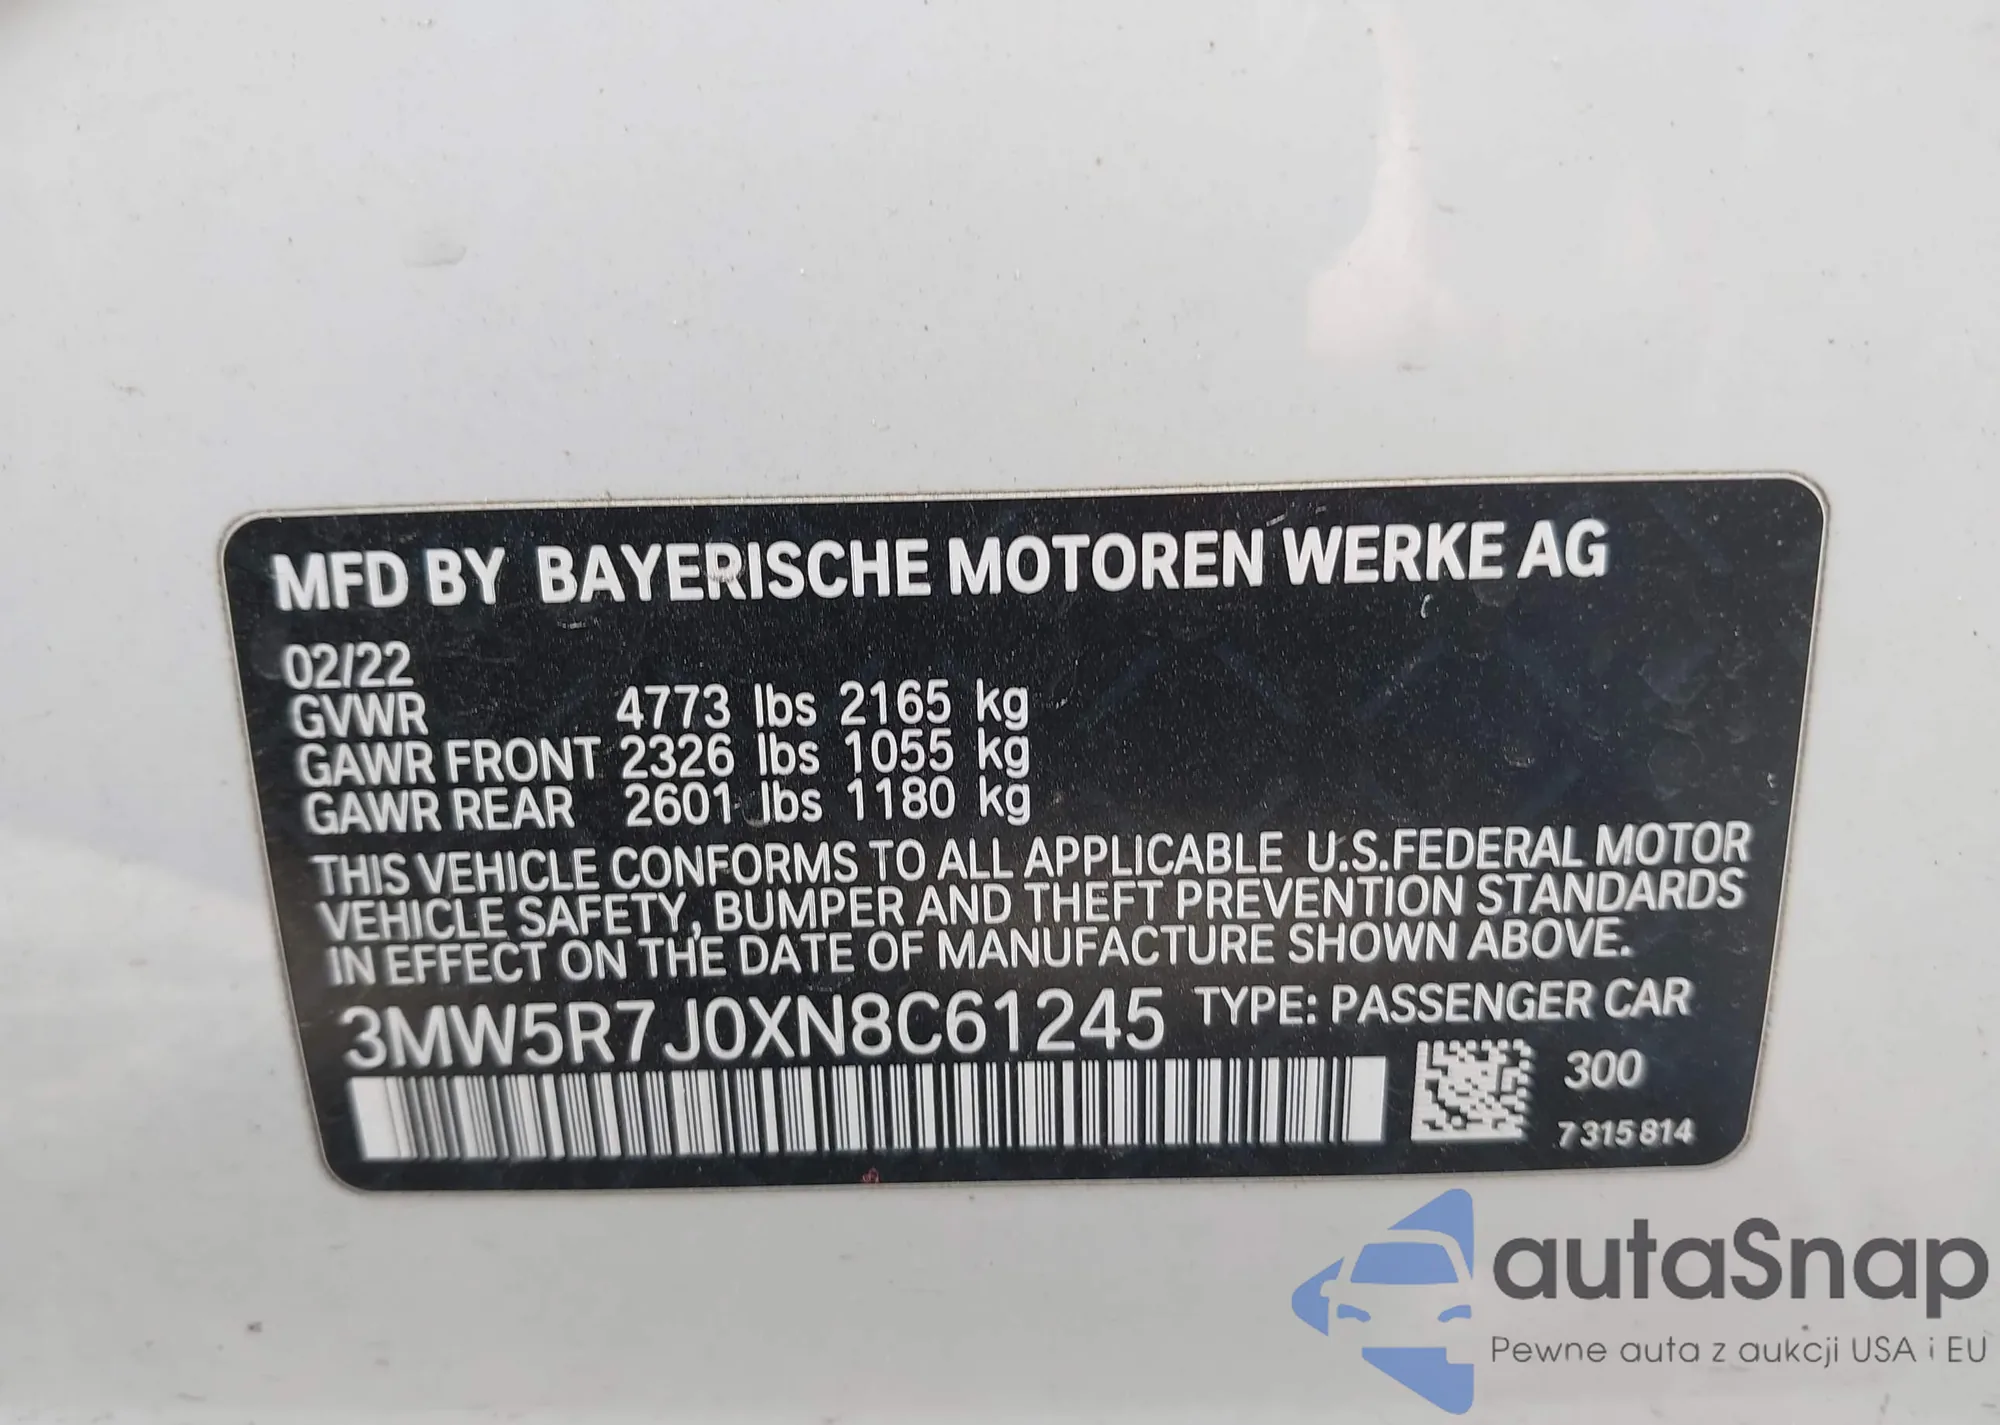 MFD BY BAYERISCHE MOTOREN WERKE AG
02/22
GVWR 4773 lbs 2165 kg
GAWR FRONT 2326 lbs 1055 kg
GAWR REAR 2601 lbs 1180 kg
THIS VEHICLE CONFORMS TO ALL APPLICABLE U.S.FEDERAL MOTOR
VEHICLE SAFETY, BUMPER AND THEFT PREVENTION STANDARDS
IN EFFECT ON THE DATE OF MANUFACTURE SHOWN ABOVE.
3MW5R7J0XN8C61245 TYPE: PASSENGER CAR
300
7315814
autaSnap
Pewne auta z aukcji USA i EU